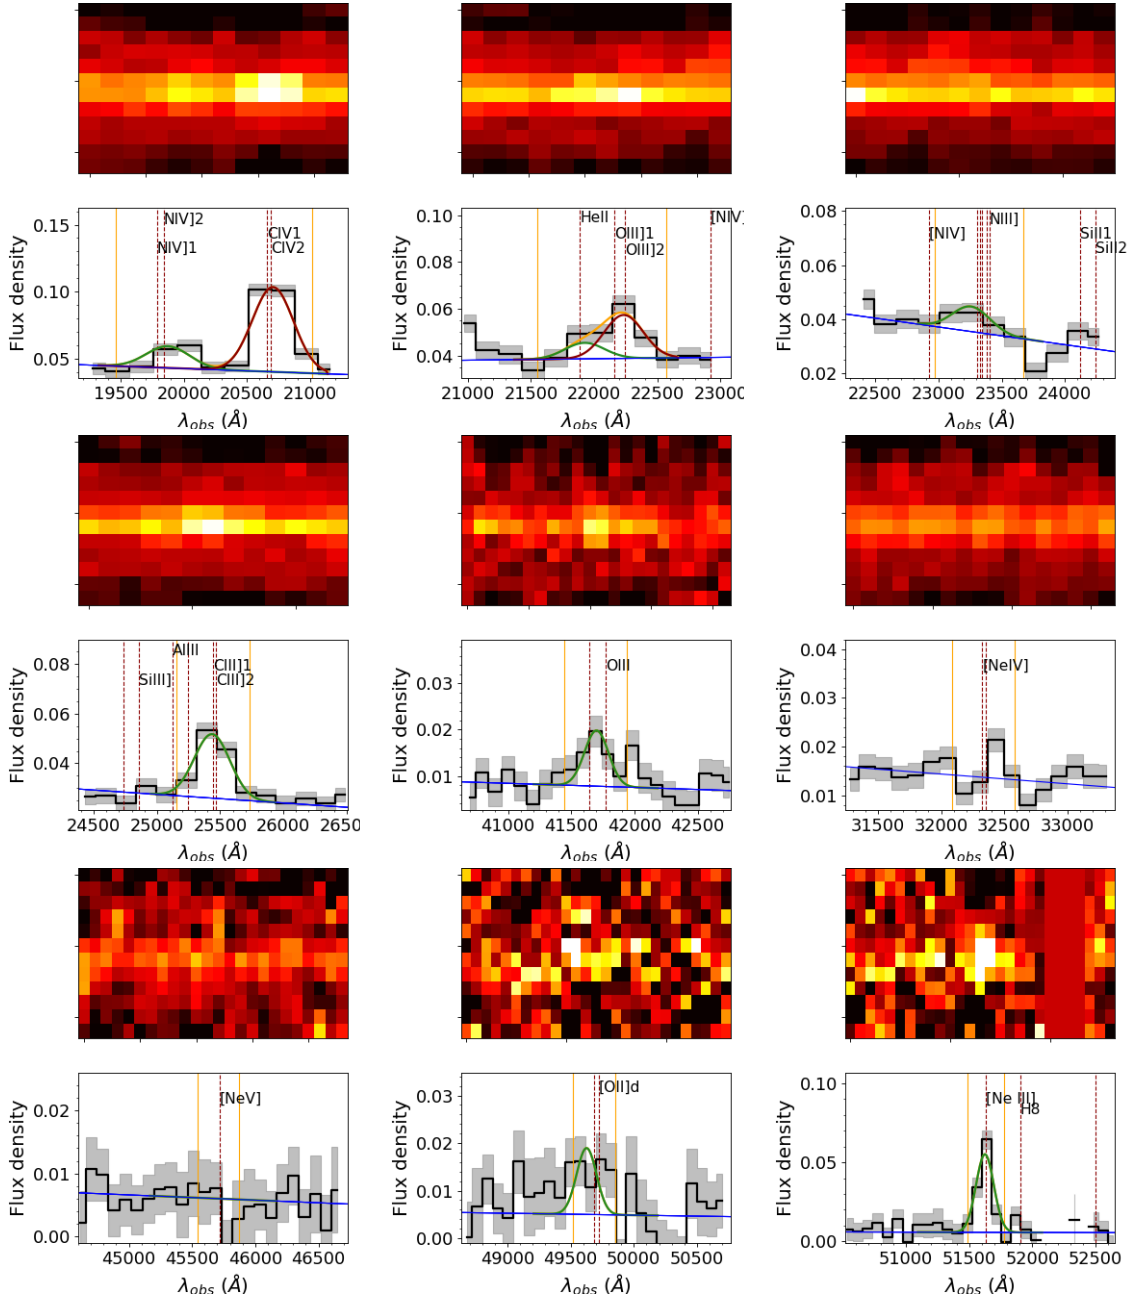 0.15
0.10
0.05
Flux density
NIV]2
NIV]1
CIV1
CIV2
19500 20000 20500 21000
λobs (Å)
0.10
0.08
0.06
0.04
Flux density
HeII
OIII]1
OIII]2
[NIV]
21000 21500 22000 22500 23000
λobs (Å)
0.08
0.06
0.04
0.02
Flux density
[NIV]
NIII]
SiII1
SiII2
22500 23000 23500 24000
λobs (Å)
0.08
0.06
0.04
0.02
Flux density
AlIII
SiIII]
CIII]1
CIII]2
24500 25000 25500 26000 2650
λobs (Å)
0.03
0.02
0.01
Flux density
OIII
41000 41500 42000 42500
λobs (Å)
0.04
0.03
0.02
0.01
Flux density
[NeIV]
31500 32000 32500 33000
λobs (Å)
0.02
0.01
0.00
Flux density
[NeV]
45000 45500 46000 46500
λobs (Å)
0.03
0.02
0.01
0.00
Flux density
[OII]d
49000 49500 50000 50500
λobs (Å)
0.10
0.05
0.00
Flux density
[Ne III]
H8
51000 51500 52000 52500
λobs (Å)